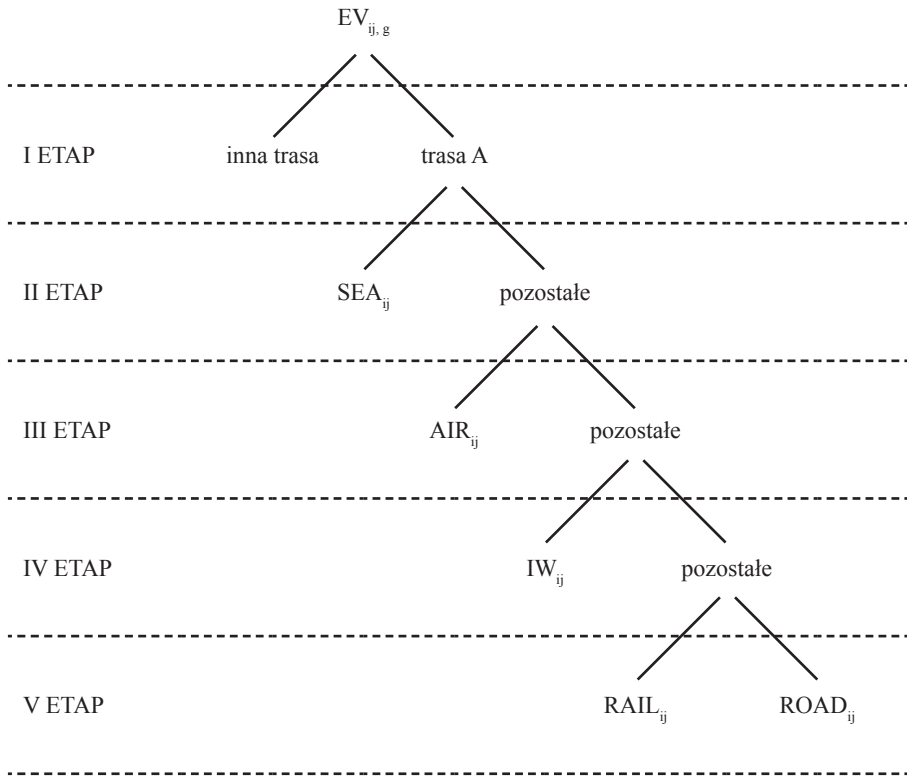 EVij, g
I ETAP inna trasa trasa A
II ETAP SEAij pozostałe
III ETAP AIRij pozostałe
IV ETAP IWij pozostałe
V ETAP RAILij ROADij